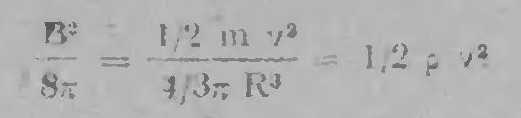 B²/8π = 1/2 m v² / 4/3π R³ = 1/2 ρ v²